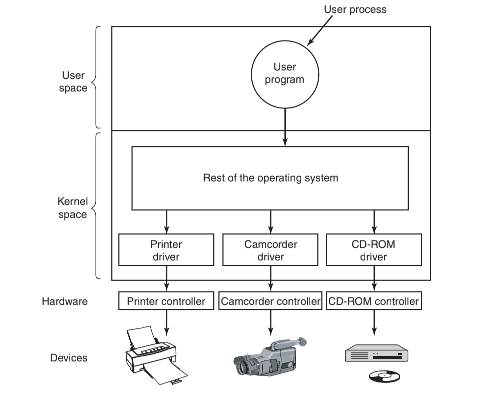 User process
User
space
User
program
Kernel
space
Rest of the operating system
Printer
driver
Camcorder
driver
CD-ROM
driver
Hardware
Printer controller
Camcorder controller
CD-ROM controller
Devices